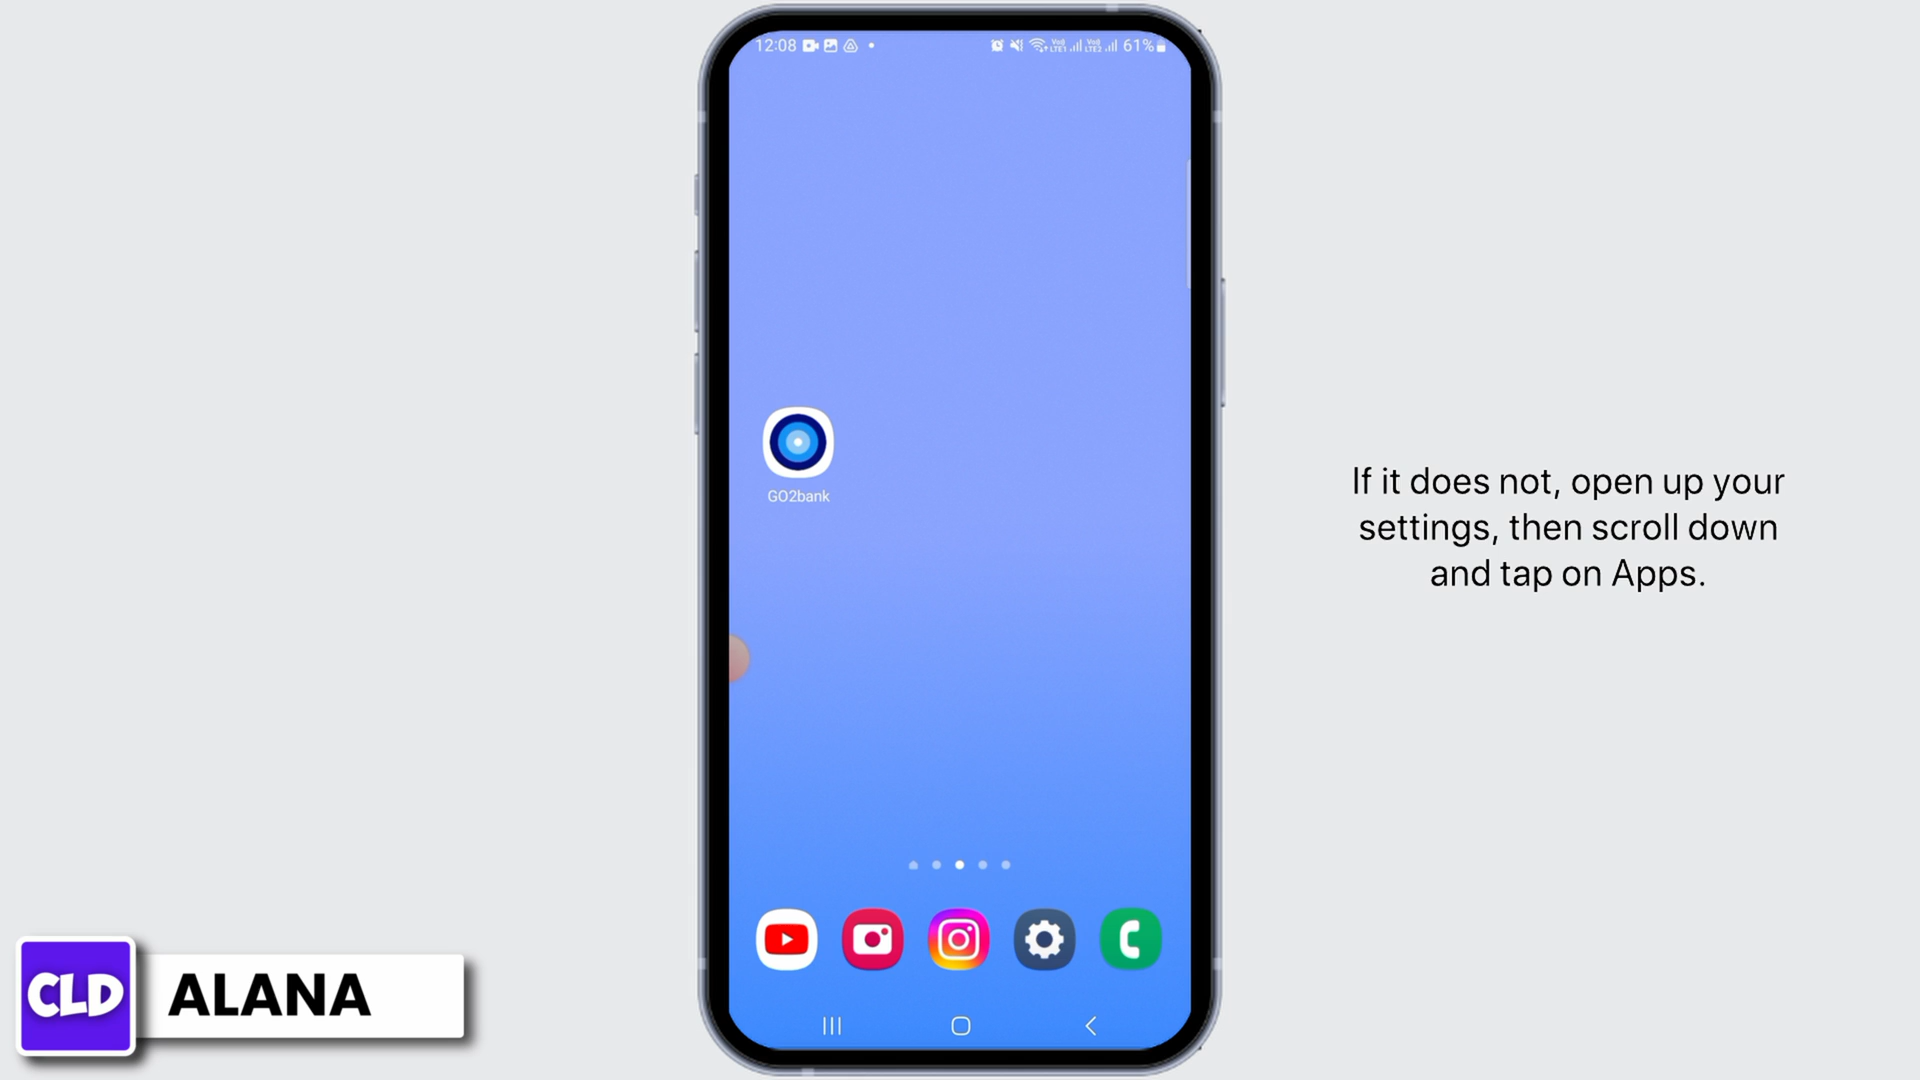 12:08
61%
GO2bank
If it does not, open up your
settings, then scroll down
and tap on Apps.
CLD
ALANA